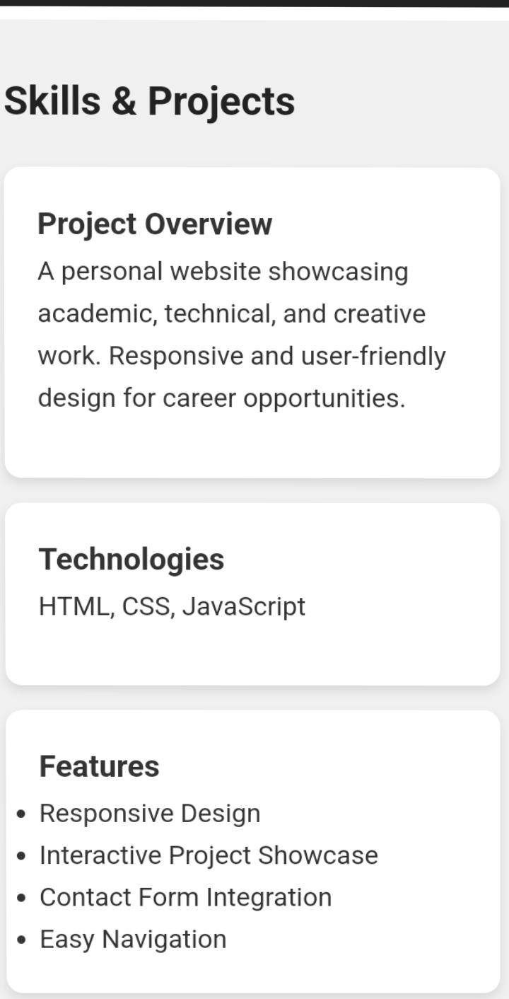 Skills & Projects
Project Overview
A personal website showcasing
academic, technical, and creative
work. Responsive and user-friendly
design for career opportunities.
Technologies
HTML, CSS, JavaScript
Features
• Responsive Design
• Interactive Project Showcase
• Contact Form Integration
• Easy Navigation